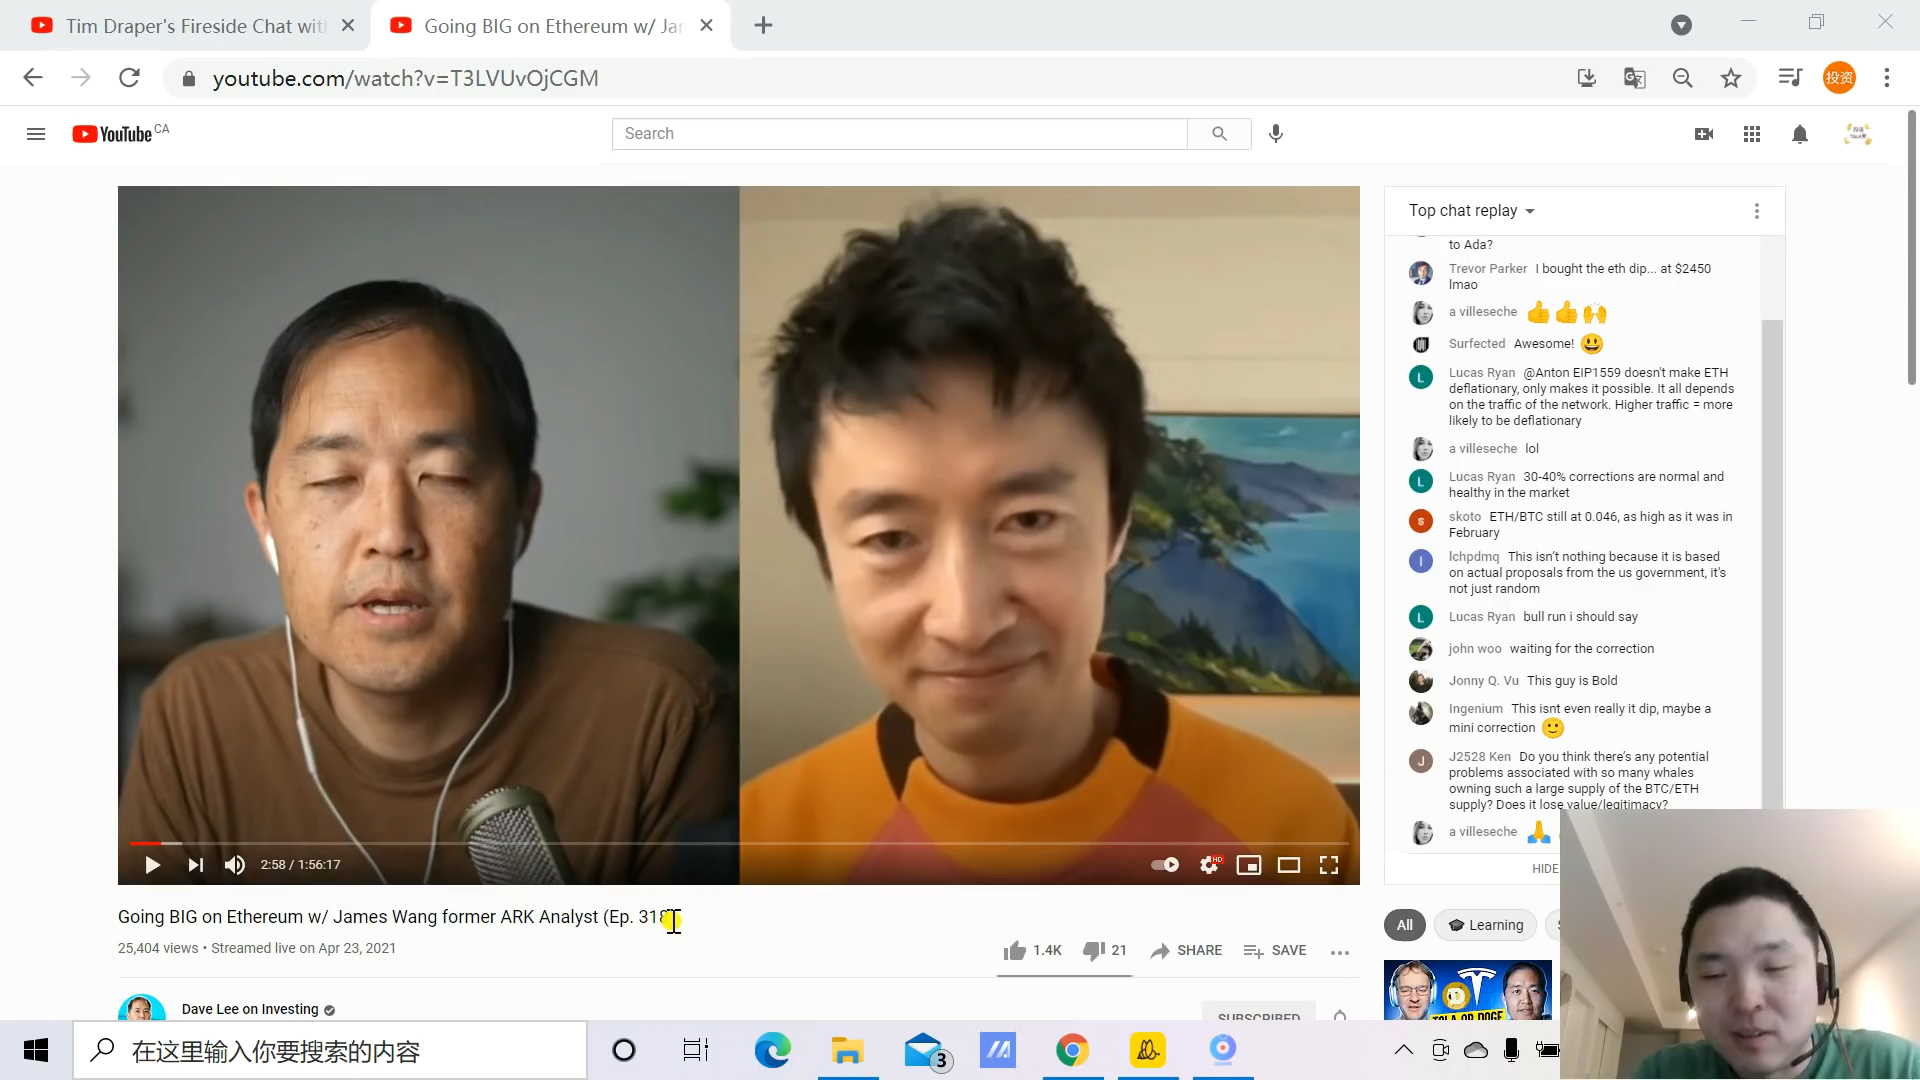 Tim Draper's Fireside Chat wit
Going BIG on Ethereum w/ Jar
youtube.com/watch?v=T3LVUvOjCGM
投资
YouTube CA
Search
Top chat replay
to Ada?
Trevor Parker I bought the eth dip... at $2450
lmao
a villeseche
Surfected Awesome!
Lucas Ryan @Anton EIP1559 doesn't make ETH
deflationary, only makes it possible. It all depends
on the traffic of the network. Higher traffic = more
likely to be deflationary
a villeseche lol
Lucas Ryan 30-40% corrections are normal and
healthy in the market
skoto ETH/BTC still at 0.046, as high as it was in
February
lchpdmq This isn't nothing because it is based
on actual proposals from the us government, it's
not just random
Lucas Ryan bull run i should say
john woo waiting for the correction
Jonny Q. Vu This guy is Bold
Ingenium This isnt even really it dip, maybe a
mini correction
J2528 Ken Do you think there's any potential
problems associated with so many whales
owning such a large supply of the BTC/ETH
supply? Does it lose value/legitimacy?
a villeseche
HIDE
2:58 / 1:56:17
HD
Going BIG on Ethereum w/ James Wang former ARK Analyst (Ep. 318)
25,404 views • Streamed live on Apr 23, 2021
1.4K
21
SHARE
SAVE
All
Learning
Dave Lee on Investing
SUBSCRIBED
TSLA OR DOGE
在这里输入你要搜索的内容
3